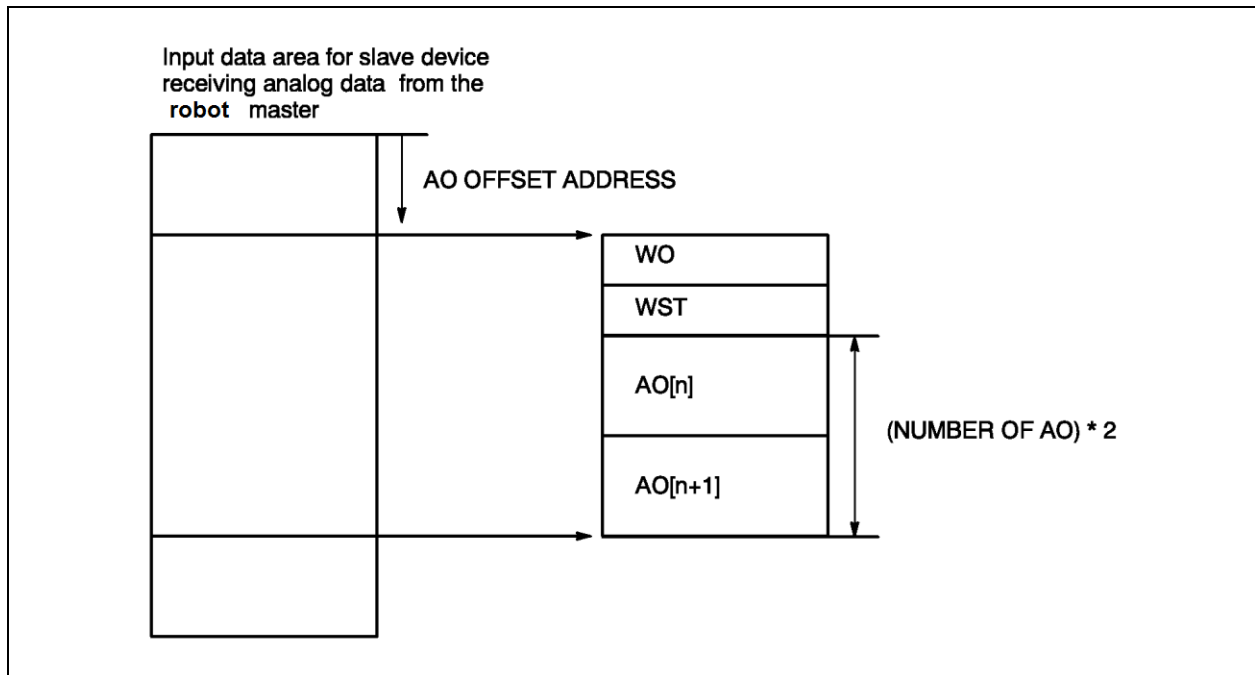 Input data area for slave device
receiving analog data from the
robot master
AO OFFSET ADDRESS
WO
WST
AO[n]
(NUMBER OF AO) * 2
AO[n+1]